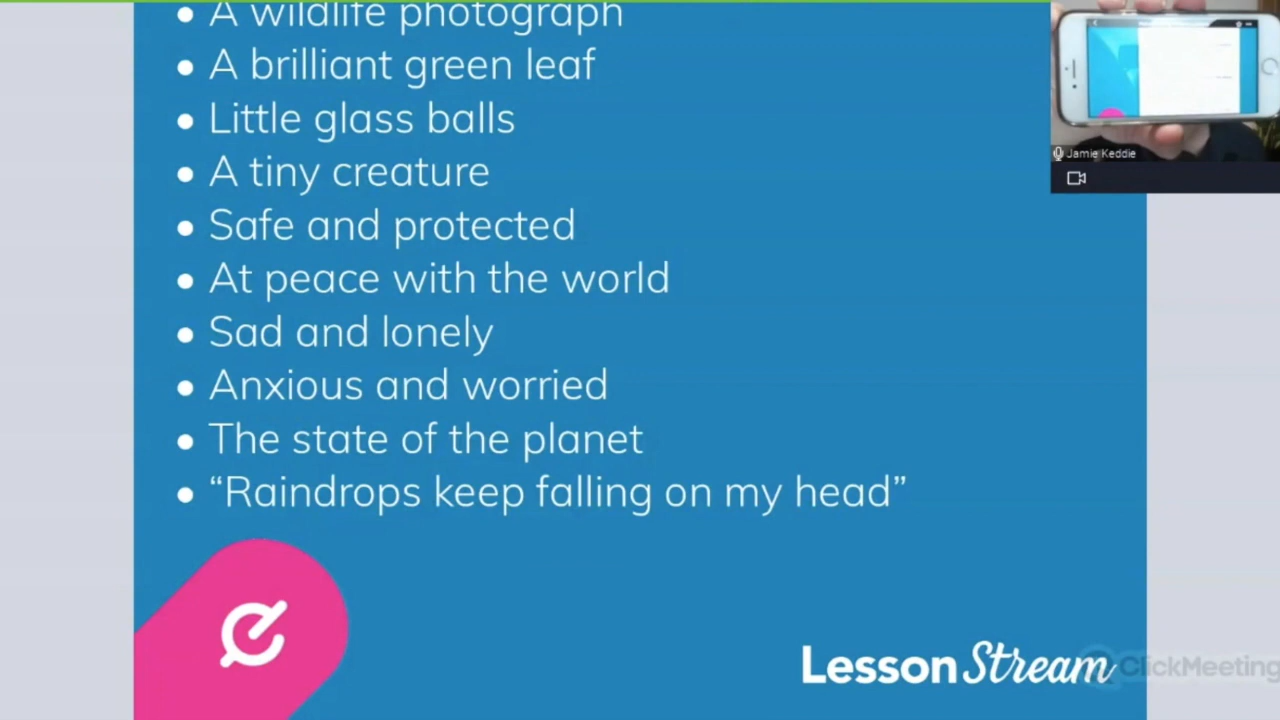 • A wildlife photograph
• A brilliant green leaf
• Little glass balls
• A tiny creature
• Safe and protected
• At peace with the world
• Sad and lonely
• Anxious and worried
• The state of the planet
• “Raindrops keep falling on my head”
Jamie Keddie
LessonStream
ClickMeeting